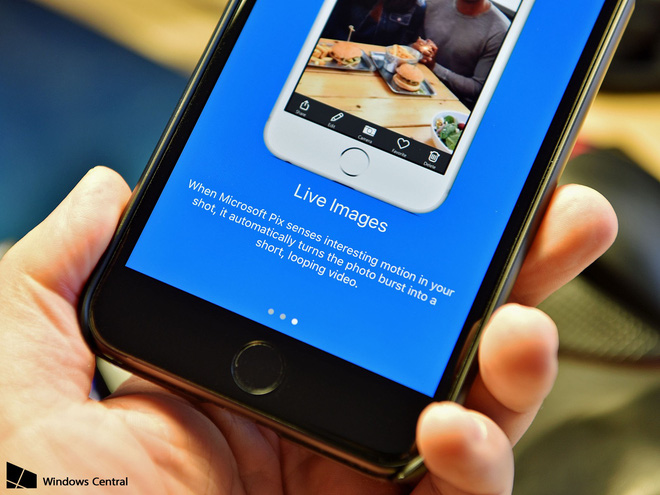 Share
Edit
Camera
Favorite
Delete
Live Images
When Microsoft Pix senses interesting motion in your
shot, it automatically turns the photo burst into a
short, looping video.
Windows Central